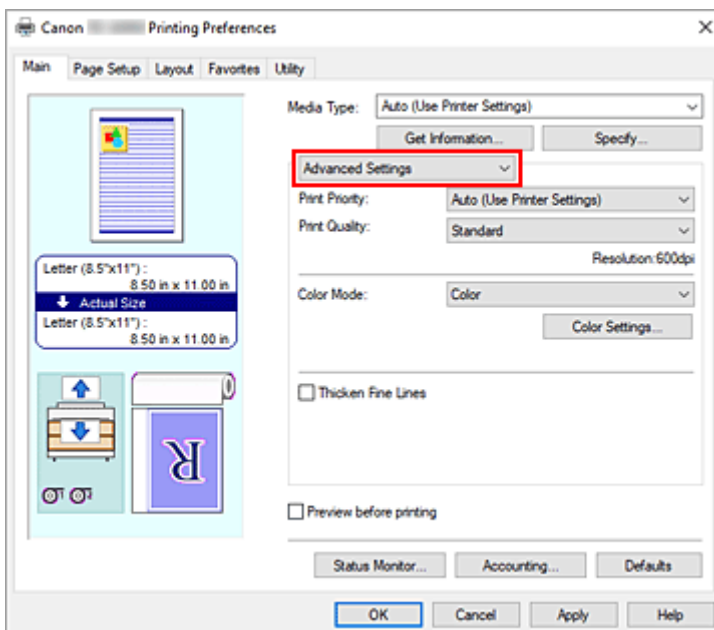 Canon Printing Preferences
Main Page Setup Layout Favorites Utility
Media Type: Auto (Use Printer Settings)
Get Information... Specify...
Advanced Settings
Print Priority: Auto (Use Printer Settings)
Print Quality: Standard
Resolution:600dpi
Letter (8.5"x11") :
8.50 in x 11.00 in
Actual Size
Letter (8.5"x11") :
8.50 in x 11.00 in
Color Mode: Color
Color Settings...
Thicken Fine Lines
R
1 2
Preview before printing
Status Monitor... Accounting... Defaults
OK Cancel Apply Help